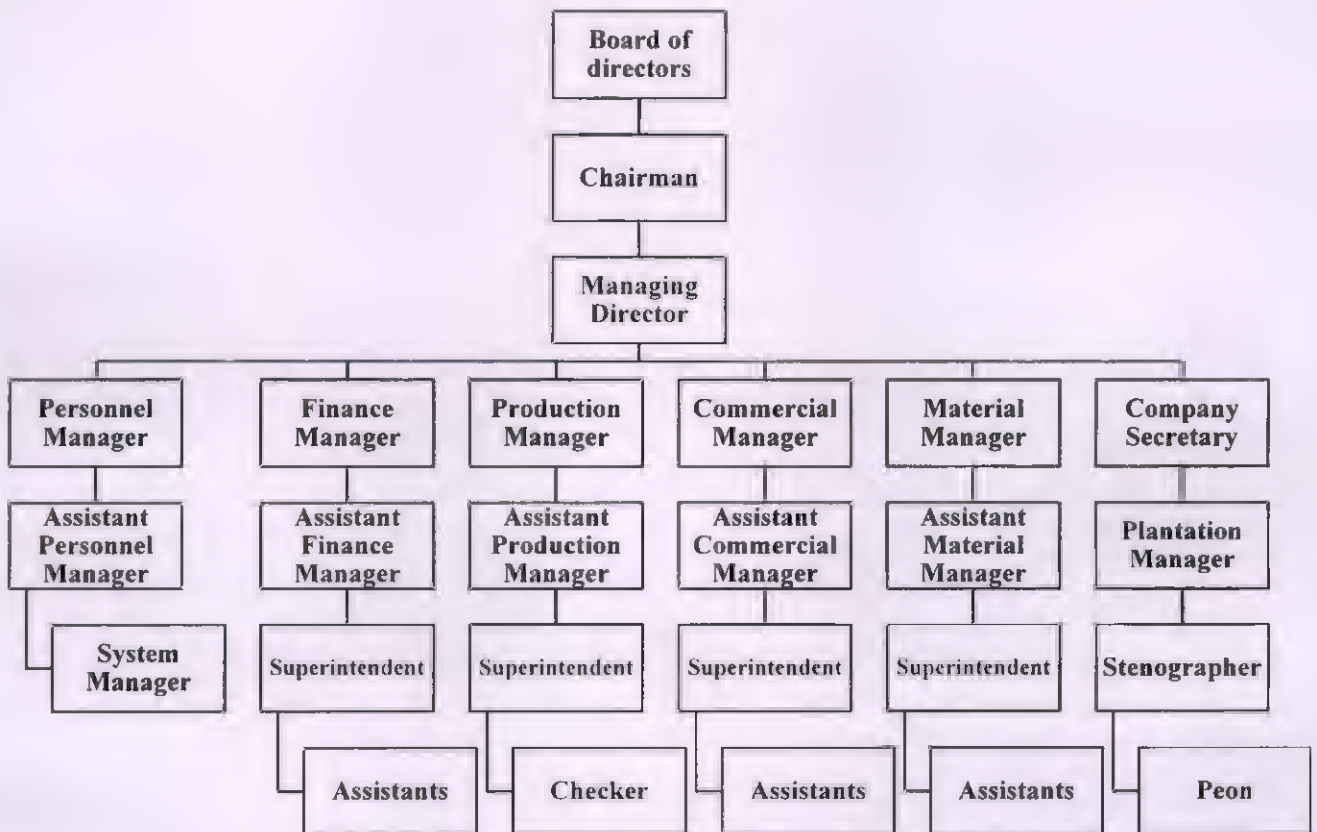 Board of
directors
Chairman
Managing
Director
Personnel
Manager
Finance
Manager
Production
Manager
Commercial
Manager
Material
Manager
Company
Secretary
Assistant
Personnel
Manager
Assistant
Finance
Manager
Assistant
Production
Manager
Assistant
Commercial
Manager
Assistant
Material
Manager
Plantation
Manager
System
Manager
Superintendent
Superintendent
Superintendent
Superintendent
Stenographer
Assistants
Checker
Assistants
Assistants
Peon